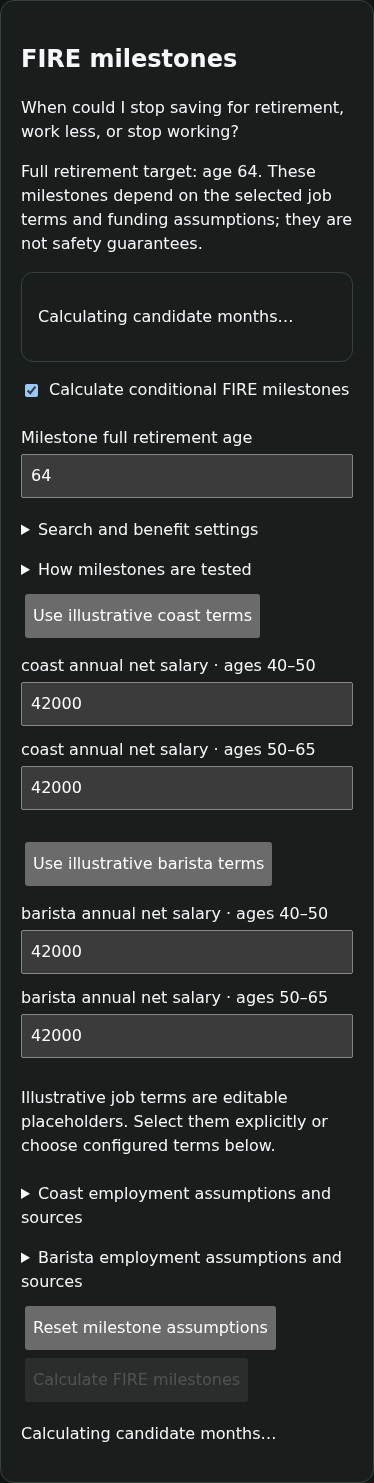 FIRE milestones
When could I stop saving for retirement,
work less, or stop working?
Full retirement target: age 64. These
milestones depend on the selected job
terms and funding assumptions; they are
not safety guarantees.
Calculating candidate months…
Calculate conditional FIRE milestones
Milestone full retirement age
64
Search and benefit settings
How milestones are tested
Use illustrative coast terms
coast annual net salary · ages 40–50
42000
coast annual net salary · ages 50–65
42000
Use illustrative barista terms
barista annual net salary · ages 40–50
42000
barista annual net salary · ages 50–65
42000
Illustrative job terms are editable
placeholders. Select them explicitly or
choose configured terms below.
Coast employment assumptions and
sources
Barista employment assumptions and
sources
Reset milestone assumptions
Calculate FIRE milestones
Calculating candidate months…